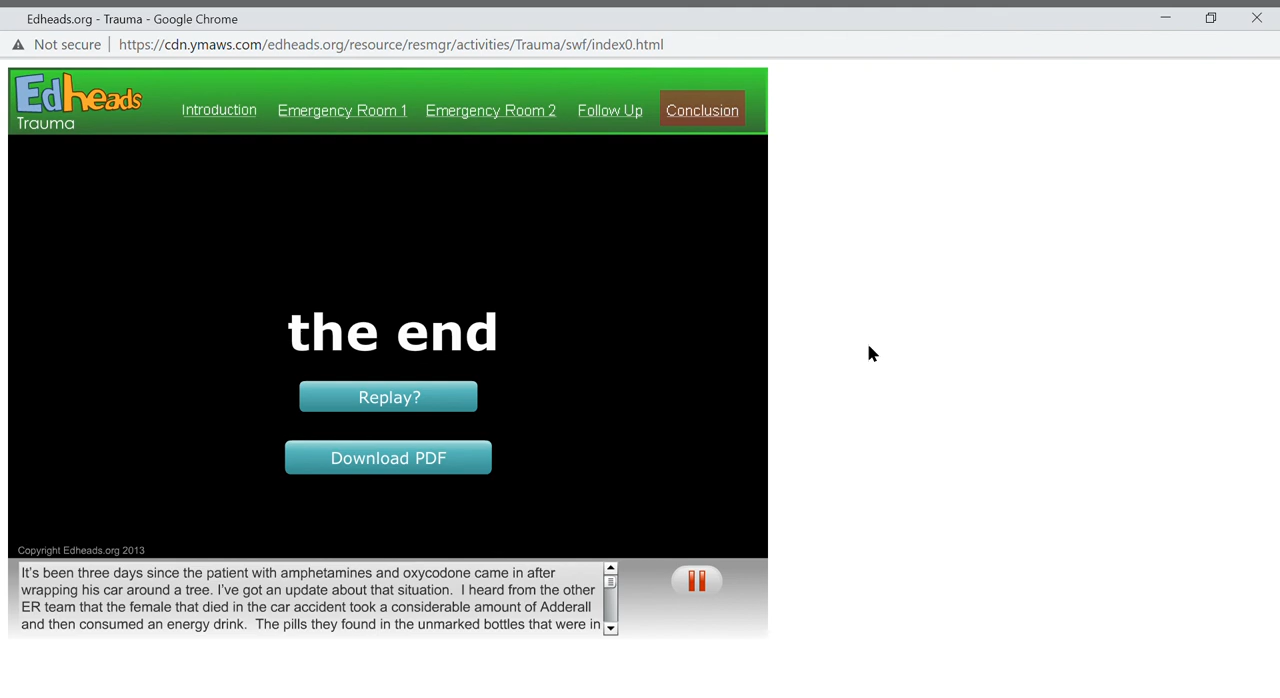 Edheads.org - Trauma - Google Chrome
Not secure | https://cdn.ymaws.com/edheads.org/resource/resmgr/activities/Trauma/swf/index0.html
Edheads
Trauma
Introduction Emergency Room 1 Emergency Room 2 Follow Up Conclusion
the end
Replay?
Download PDF
Copyright Edheads.org 2013
It's been three days since the patient with amphetamines and oxycodone came in after
wrapping his car around a tree. I've got an update about that situation. I heard from the other
ER team that the female that died in the car accident took a considerable amount of Adderall
and then consumed an energy drink. The pills they found in the unmarked bottles that were in